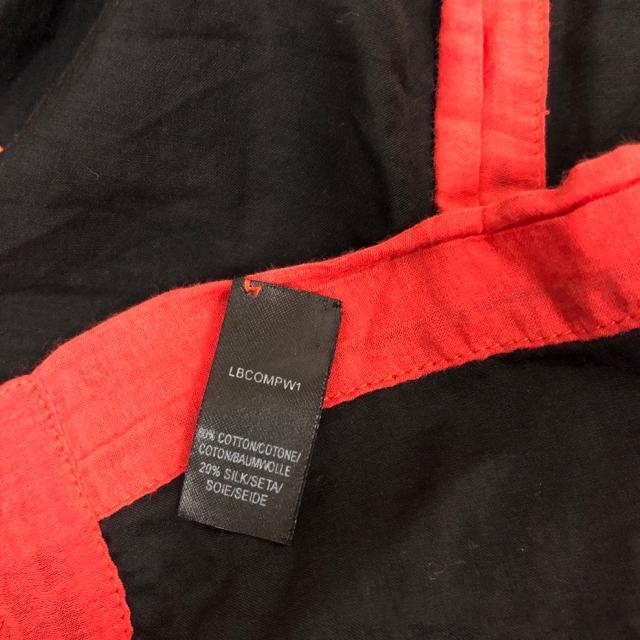 LBCOMPW1
80% COTTON/COTONE/
COTON/BAUMWOLLE
20% SILK/SETA/
SOIE/SEIDE